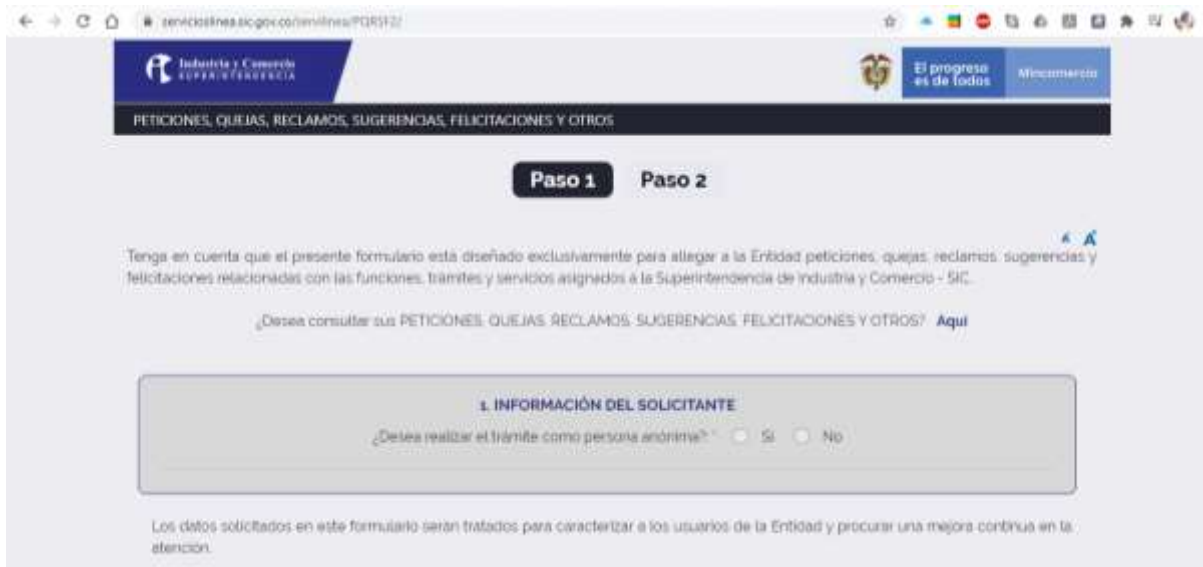 servicioslinea.sic.gov.co/servilinea/PQRSF2/
Industria y Comercio
SUPERINTENDENCIA
El progreso
es de todos
Mincomercio
PETICIONES, QUEJAS, RECLAMOS, SUGERENCIAS, FELICITACIONES Y OTROS
Paso 1 Paso 2
A A
Tenga en cuenta que el presente formulario está diseñado exclusivamente para allegar a la Entidad peticiones, quejas, reclamos, sugerencias y
felicitaciones relacionadas con las funciones, trámites y servicios asignados a la Superintendencia de Industria y Comercio - SIC.
¿Desea consultar sus PETICIONES, QUEJAS, RECLAMOS, SUGERENCIAS, FELICITACIONES Y OTROS? Aquí
1. INFORMACIÓN DEL SOLICITANTE
¿Desea realizar el trámite como persona anónima? * Si No
Los datos solicitados en este formulario serán tratados para caracterizar a los usuarios de la Entidad y procurar una mejora continua en la
atención.